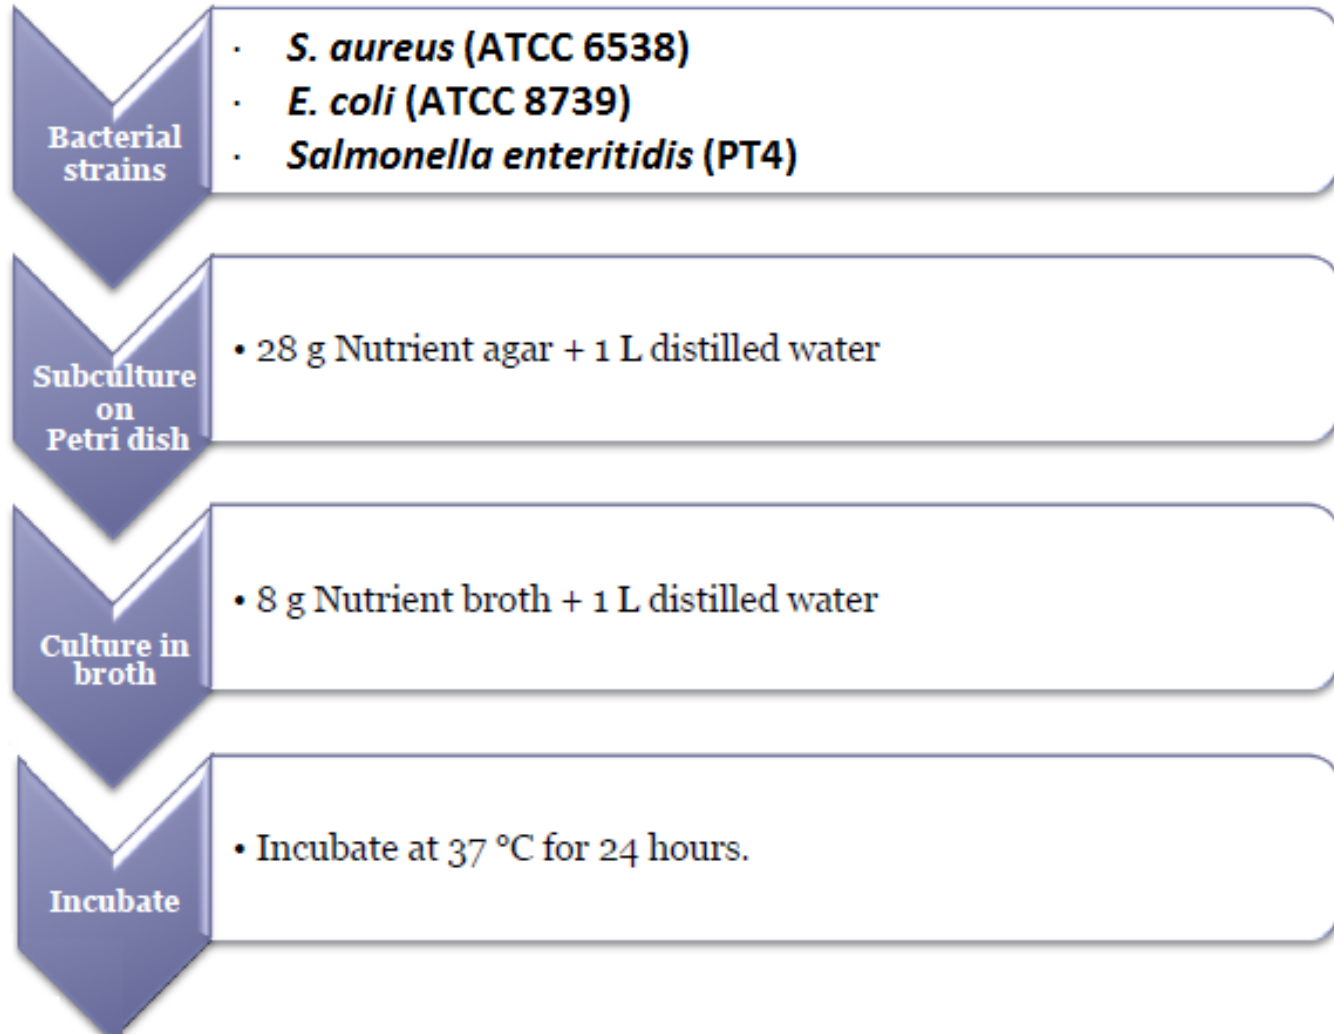 Bacterial
strains
· S. aureus (ATCC 6538)
· E. coli (ATCC 8739)
· Salmonella enteritidis (PT4)
Subculture
on
Petri dish
• 28 g Nutrient agar + 1 L distilled water
Culture in
broth
• 8 g Nutrient broth + 1 L distilled water
Incubate
• Incubate at 37 °C for 24 hours.